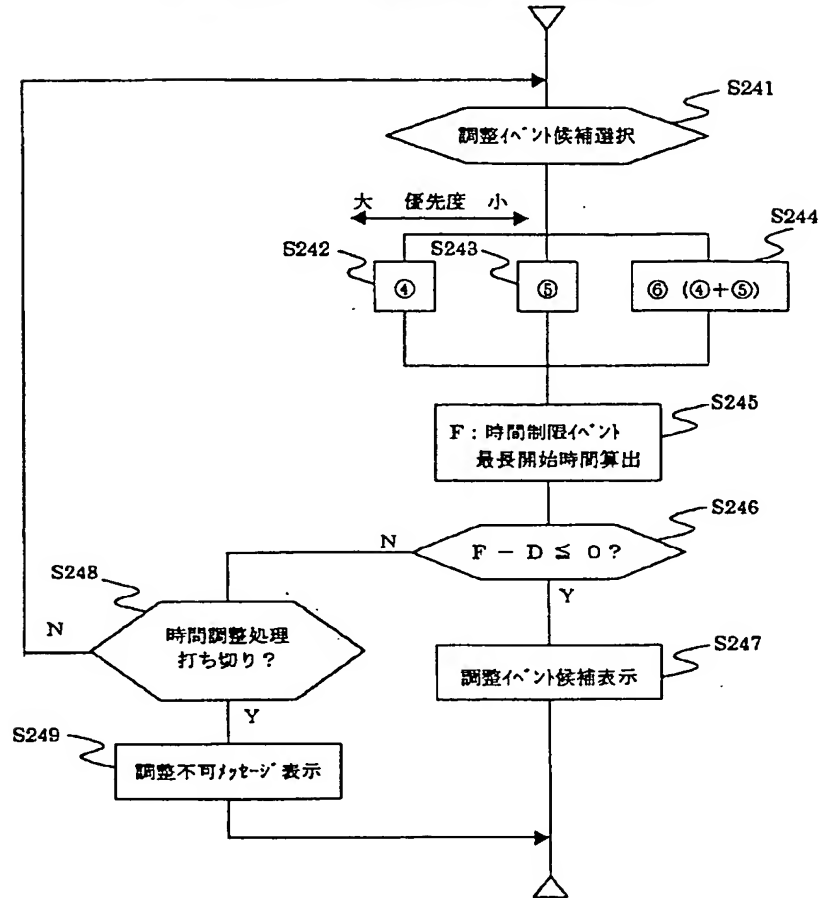 S241
調整イベント候補選択
大 優先度 小
S242
S243
S244
④
⑤
⑥ (④+⑤)
S245
F:時間制限イベント
最長開始時間算出
S246
F - D ≦ 0?
N
Y
S248
N
時間調整処理
打ち切り?
Y
S247
調整イベント候補表示
S249
調整不可メッセージ表示